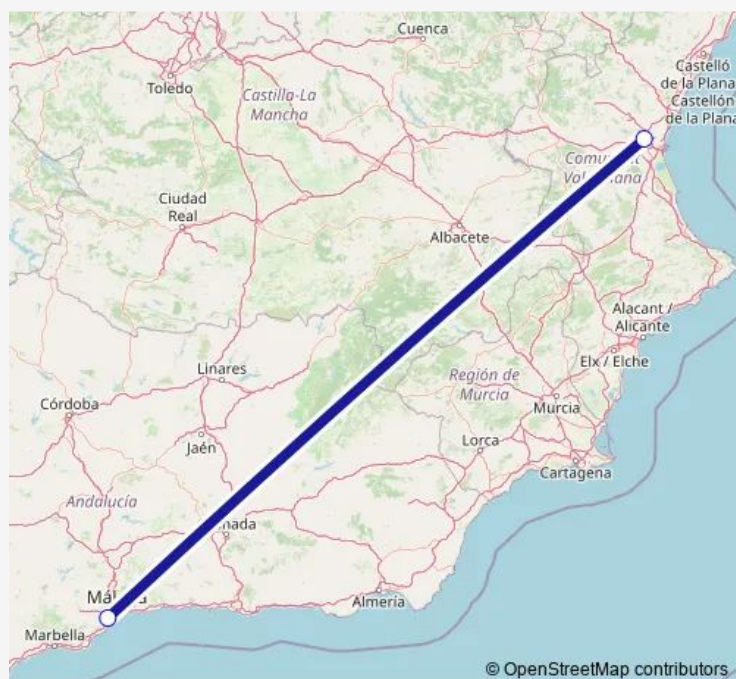 Cuenca
Toledo
Castelló
de la Plana /
Castellón
de la Plana
Castilla-La
Mancha
Ciudad
Real
Albacete
Alacant /
Alicante
Elx / Elche
Linares
Región de
Murcia
Córdoba
Murcia
Jaén
Lorca
Cartagena
Andalucía
Almería
Marbella
© OpenStreetMap contributors